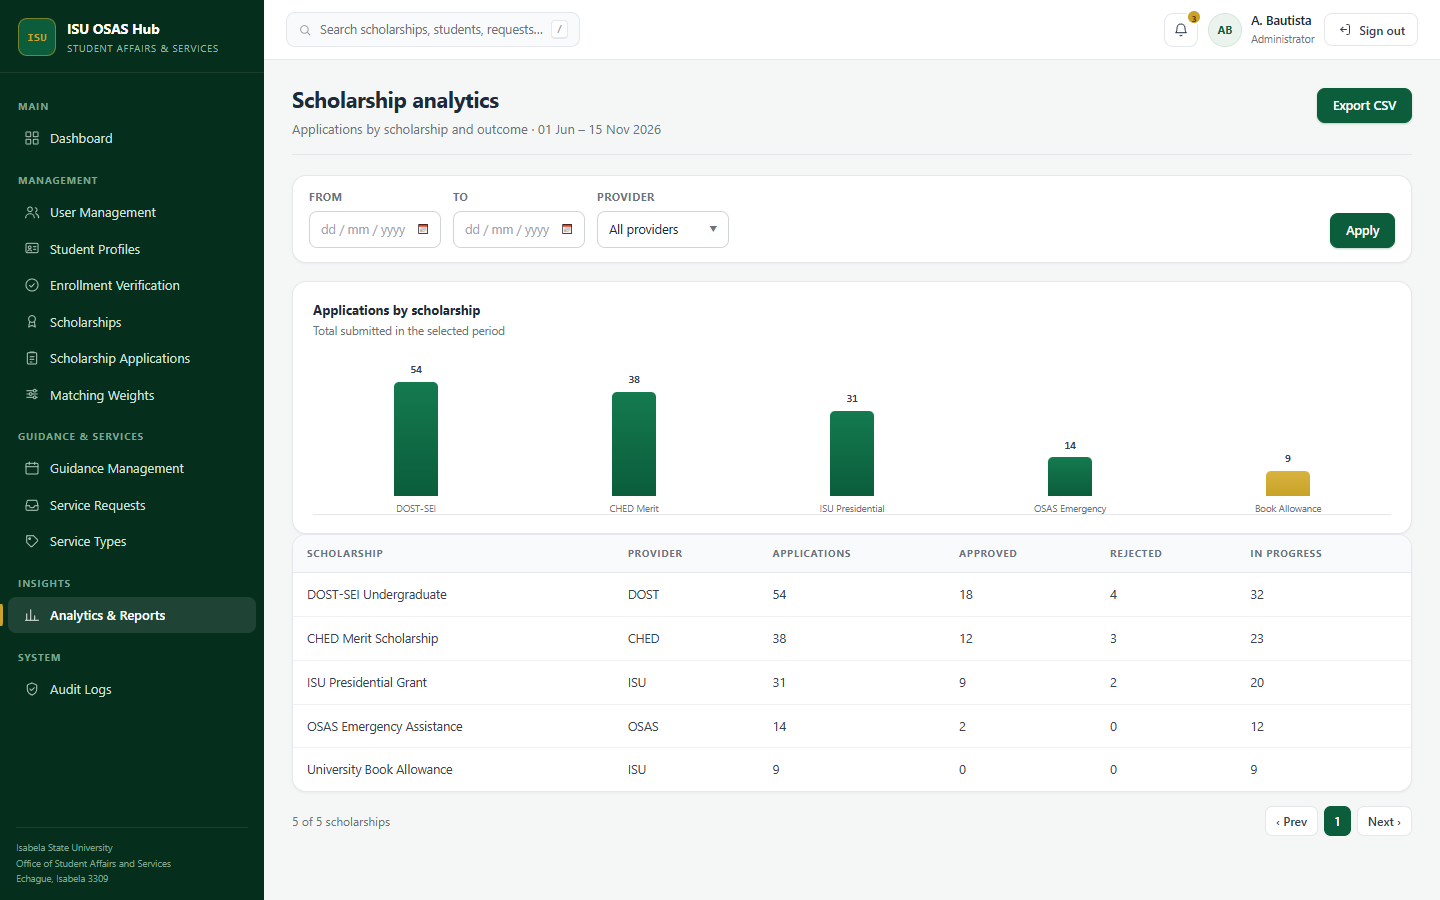 ISU
ISU OSAS Hub
STUDENT AFFAIRS & SERVICES
MAIN
Dashboard
MANAGEMENT
User Management
Student Profiles
Enrollment Verification
Scholarships
Scholarship Applications
Matching Weights
GUIDANCE & SERVICES
Guidance Management
Service Requests
Service Types
INSIGHTS
Analytics & Reports
SYSTEM
Audit Logs
Isabela State University
Office of Student Affairs and Services
Echague, Isabela 3309
Search scholarships, students, requests... /
3
AB
A. Bautista
Administrator
Sign out
Scholarship analytics
Applications by scholarship and outcome · 01 Jun – 15 Nov 2026
Export CSV
FROM TO PROVIDER
dd / mm / yyyy dd / mm / yyyy All providers
Apply
Applications by scholarship
Total submitted in the selected period
54 38 31 14 9
DOST-SEI CHED Merit ISU Presidential OSAS Emergency Book Allowance
SCHOLARSHIP PROVIDER APPLICATIONS APPROVED REJECTED IN PROGRESS
DOST-SEI Undergraduate DOST 54 18 4 32
CHED Merit Scholarship CHED 38 12 3 23
ISU Presidential Grant ISU 31 9 2 20
OSAS Emergency Assistance OSAS 14 2 0 12
University Book Allowance ISU 9 0 0 9
5 of 5 scholarships
‹ Prev 1 Next ›